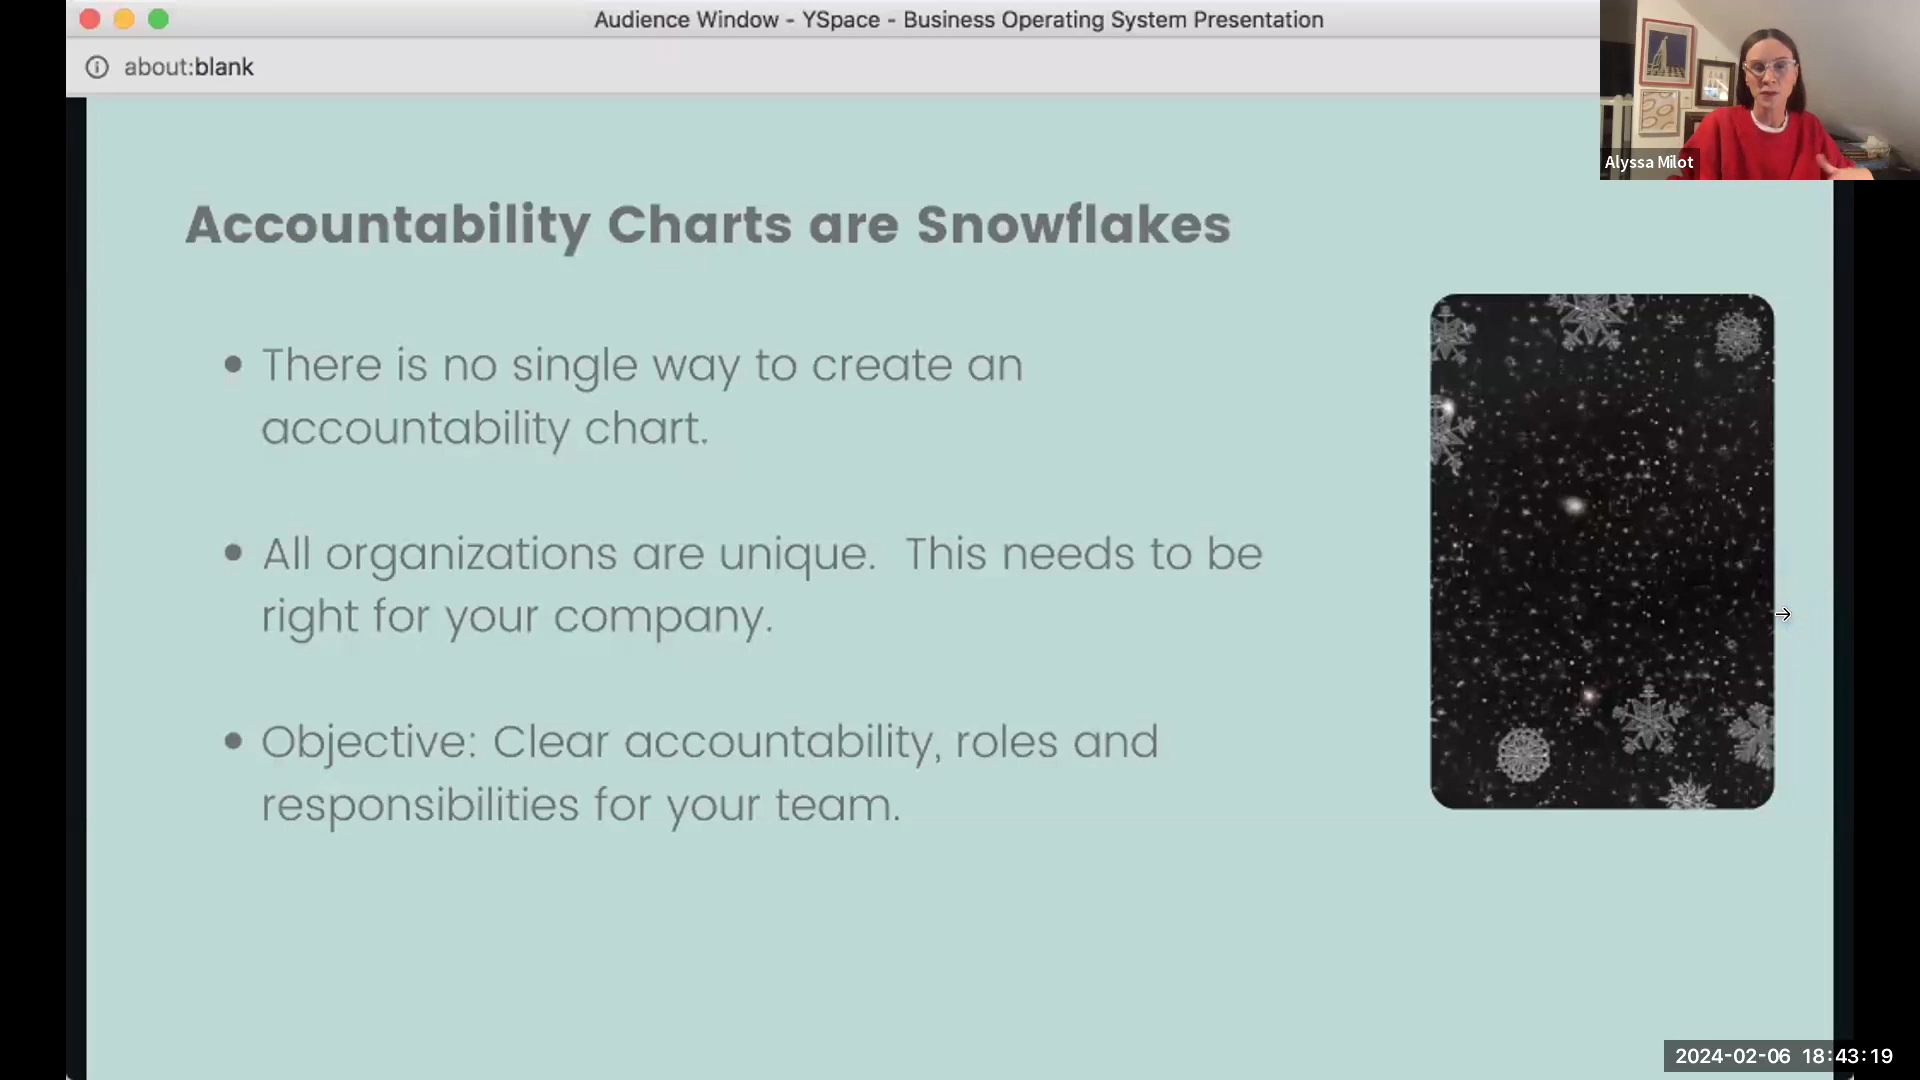 Audience Window - YSpace - Business Operating System Presentation
about:blank
Alyssa Milot
Accountability Charts are Snowflakes
• There is no single way to create an
accountability chart.
• All organizations are unique.  This needs to be
right for your company.
• Objective: Clear accountability, roles and
responsibilities for your team.
2024-02-06 18:43:19